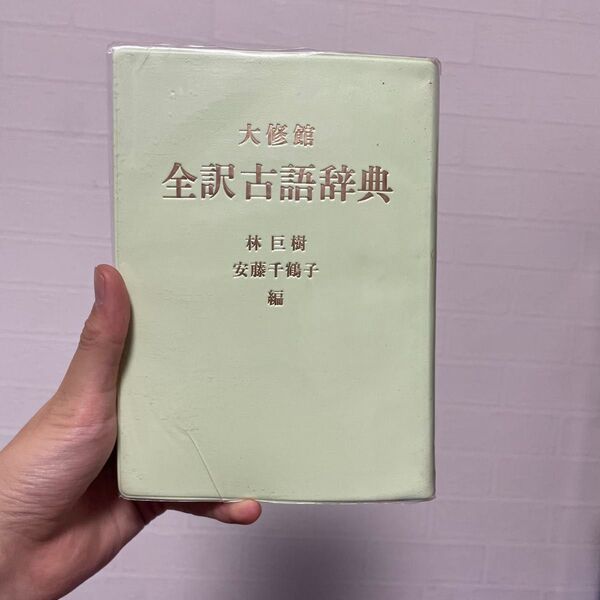 大修館
全訳古語辞典
林巨樹
安藤千鶴子
編